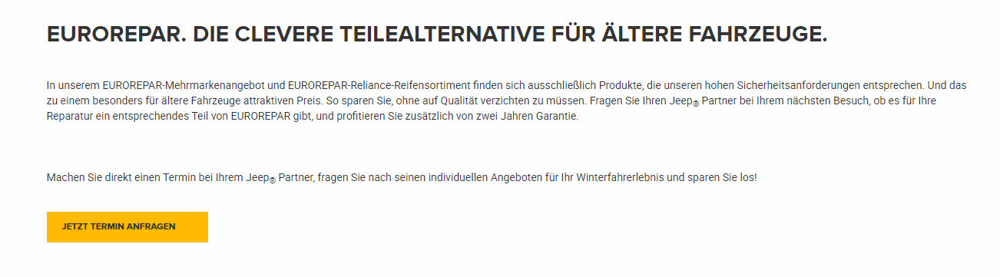 EUROREPAR. DIE CLEVERE TEILEALTERNATIVE FÜR ÄLTERE FAHRZEUGE.
In unserem EUROREPAR-Mehrmarkenangebot und EUROREPAR-Reliance-Reifensortiment finden sich ausschließlich Produkte, die unseren hohen Sicherheitsanforderungen entsprechen. Und das
zu einem besonders für ältere Fahrzeuge attraktiven Preis. So sparen Sie, ohne auf Qualität verzichten zu müssen. Fragen Sie Ihren Jeep® Partner bei Ihrem nächsten Besuch, ob es für Ihre
Reparatur ein entsprechendes Teil von EUROREPAR gibt, und profitieren Sie zusätzlich von zwei Jahren Garantie.
Machen Sie direkt einen Termin bei Ihrem Jeep® Partner, fragen Sie nach seinen individuellen Angeboten für Ihr Winterfahrerlebnis und sparen Sie los!
JETZT TERMIN ANFRAGEN